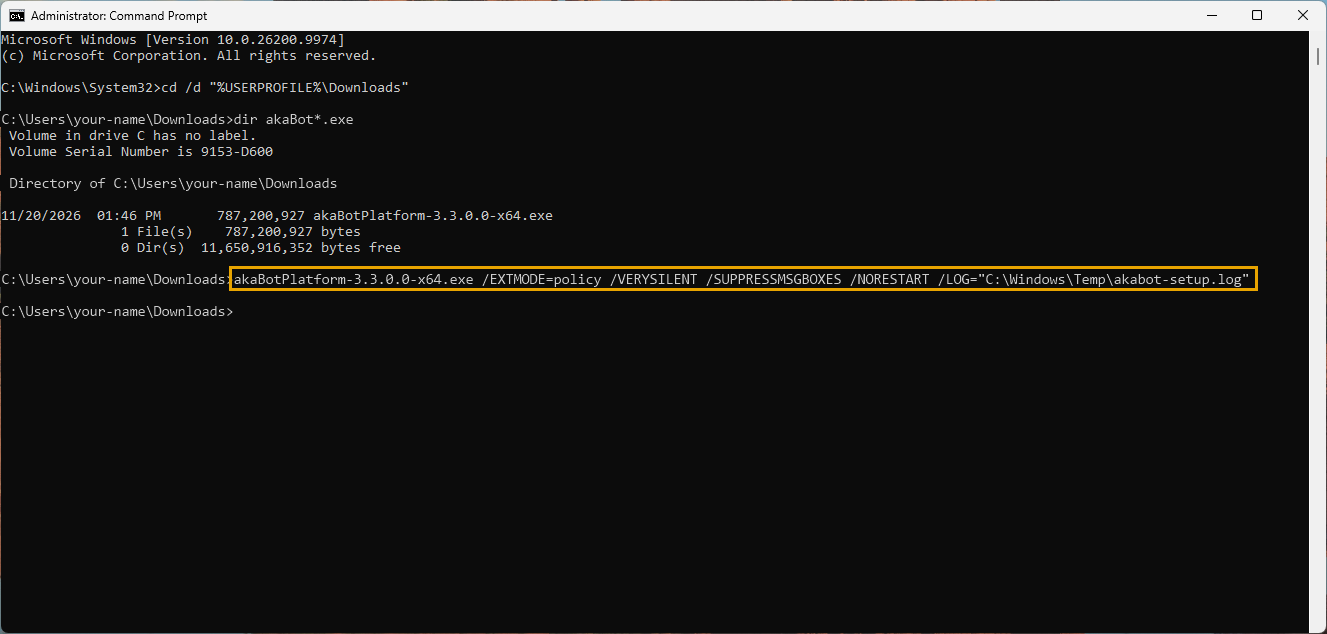 Administrator: Command Prompt
Microsoft Windows [Version 10.0.26200.9974]
(c) Microsoft Corporation. All rights reserved.
C:\Windows\System32>cd /d "%USERPROFILE%\Downloads"
C:\Users\your-name\Downloads>dir akaBot*.exe
 Volume in drive C has no label.
 Volume Serial Number is 9153-D600
 Directory of C:\Users\your-name\Downloads
11/20/2026  01:46 PM       787,200,927 akaBotPlatform-3.3.0.0-x64.exe
               1 File(s)    787,200,927 bytes
               0 Dir(s)  11,650,916,352 bytes free
C:\Users\your-name\Downloads>akaBotPlatform-3.3.0.0-x64.exe /EXTMODE=policy /VERYSILENT /SUPPRESSMSGBOXES /NORESTART /LOG="C:\Windows\Temp\akabot-setup.log"
C:\Users\your-name\Downloads>